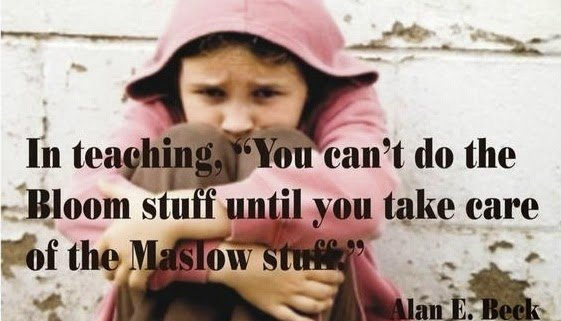 In teaching, “You can’t do the
Bloom stuff until you take care
of the Maslow stuff.”
Alan E. Beck